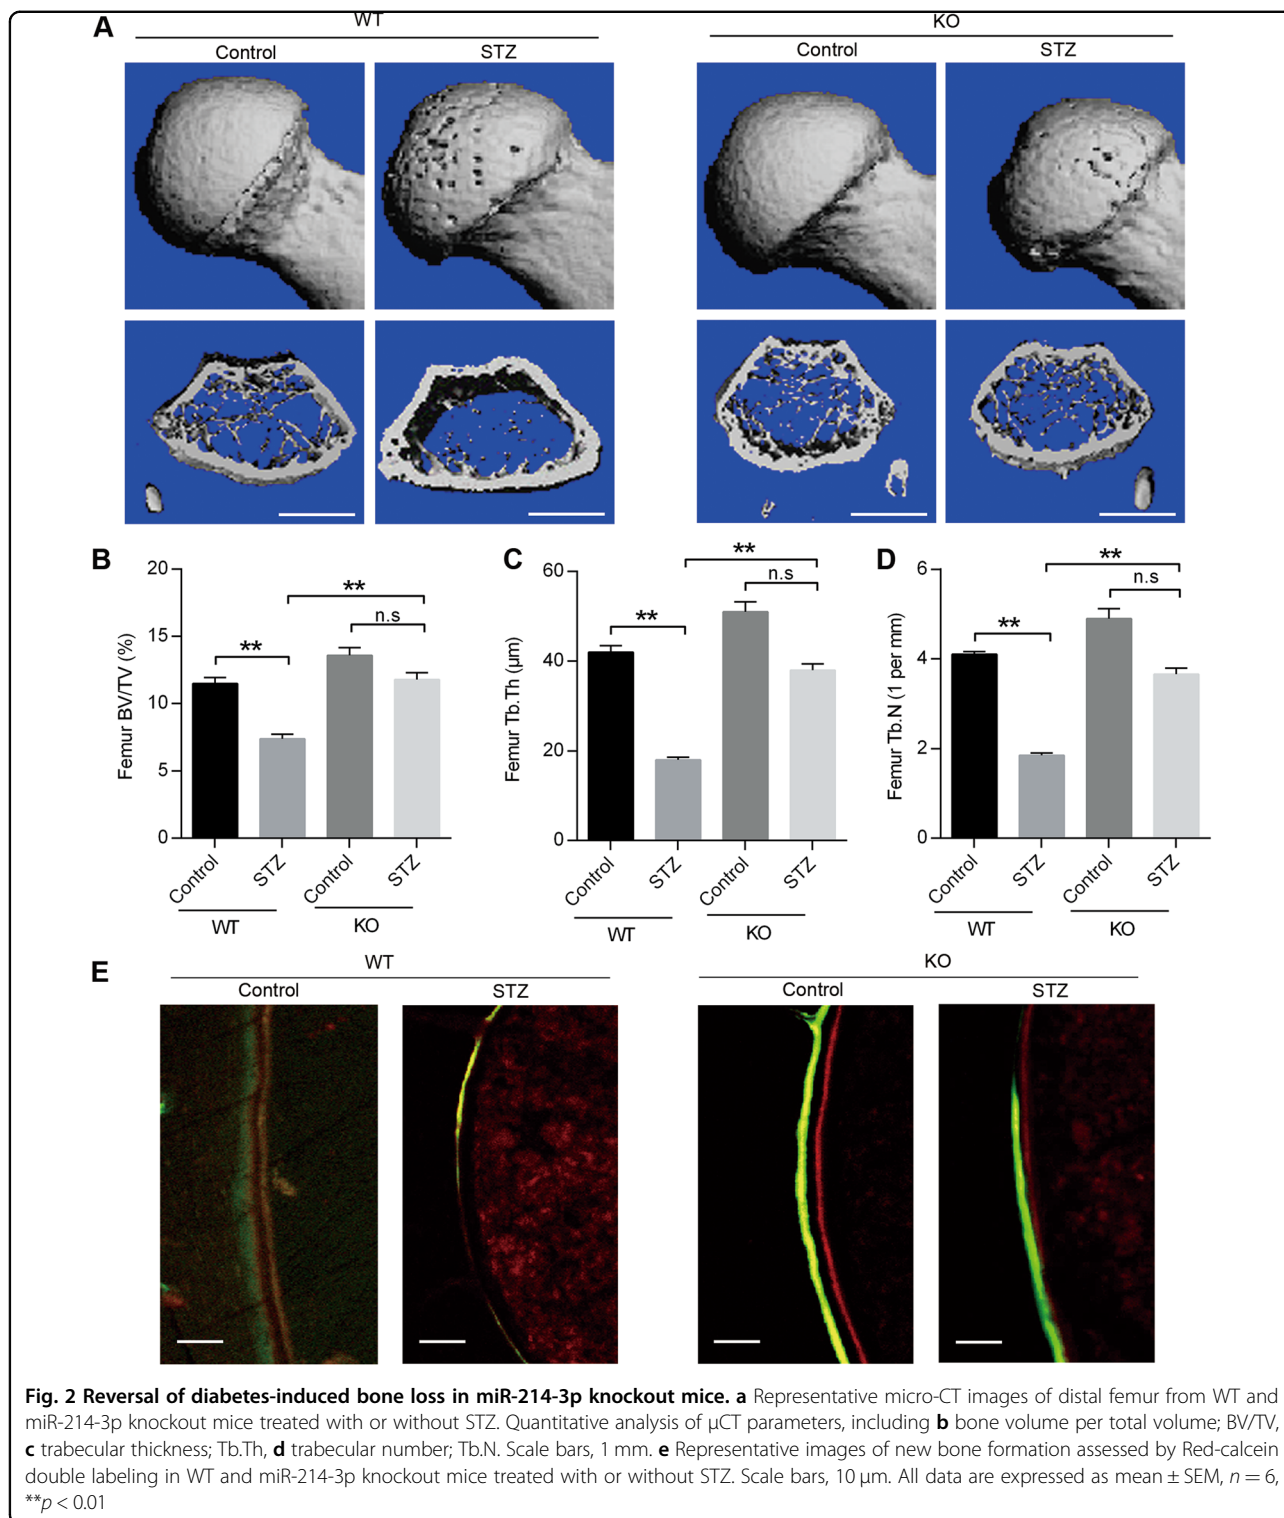 A
WT
KO
Control
STZ
Control
STZ
B
20
15
10
5
0
Femur BV/TV (%)
**
**
n.s
Control
STZ
Control
STZ
WT
KO
C
60
40
20
0
Femur Tb.Th (µm)
**
**
n.s
Control
STZ
Control
STZ
WT
KO
D
6
4
2
0
Femur Tb.N (1 per mm)
**
**
n.s
Control
STZ
Control
STZ
WT
KO
E
WT
KO
Control
STZ
Control
STZ
Fig. 2 Reversal of diabetes-induced bone loss in miR-214-3p knockout mice. a Representative micro-CT images of distal femur from WT and
miR-214-3p knockout mice treated with or without STZ. Quantitative analysis of µCT parameters, including b bone volume per total volume; BV/TV,
c trabecular thickness; Tb.Th, d trabecular number; Tb.N. Scale bars, 1 mm. e Representative images of new bone formation assessed by Red-calcein
double labeling in WT and miR-214-3p knockout mice treated with or without STZ. Scale bars, 10 µm. All data are expressed as mean ± SEM, n = 6,
**p < 0.01